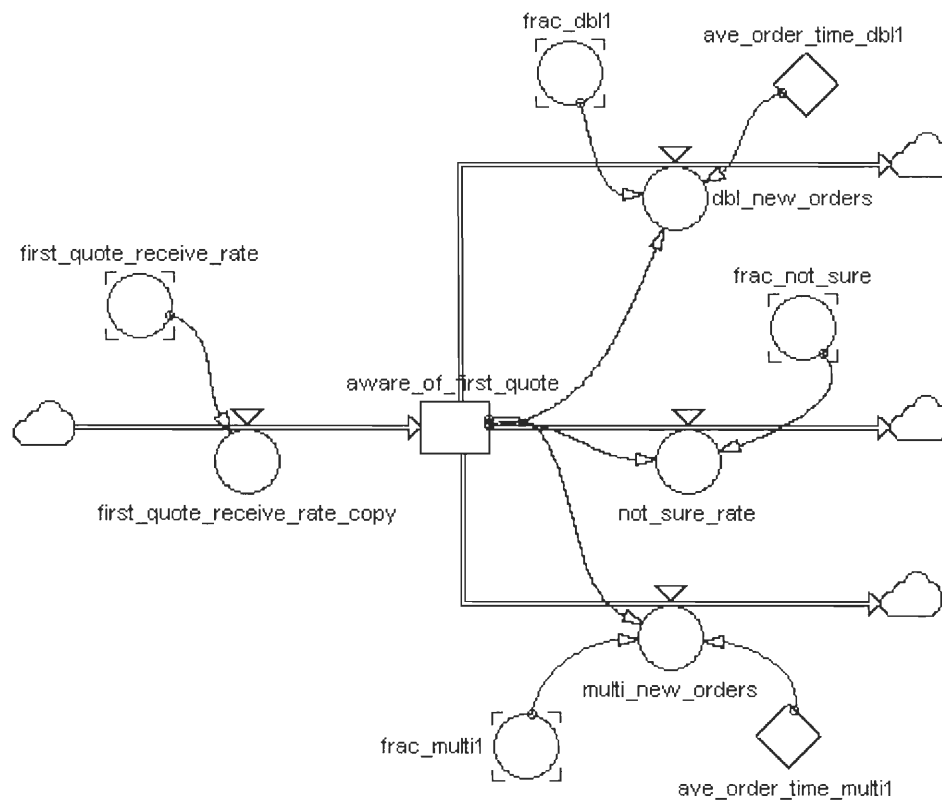 frac_dbl1
ave_order_time_dbl1
dbl_new_orders
first_quote_receive_rate
frac_not_sure
aware_of_first_quote
first_quote_receive_rate_copy
not_sure_rate
multi_new_orders
frac_multi1
ave_order_time_multi1